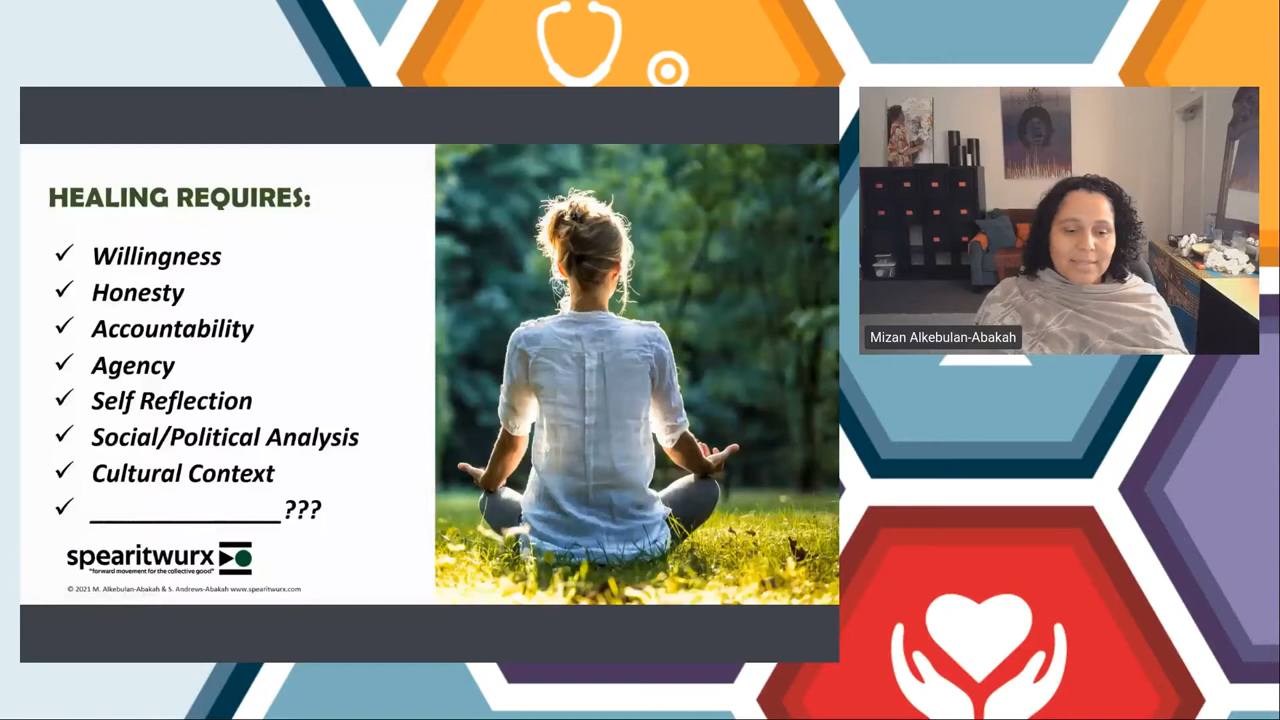 HEALING REQUIRES:
✓ Willingness
✓ Honesty
✓ Accountability
✓ Agency
✓ Self Reflection
✓ Social/Political Analysis
✓ Cultural Context
✓ ______________???
spearitwurx
"forward movement for the collective good"
© 2021 M. Alkebulan-Abakah & S. Andrews-Abakah www.spearitwurx.com
Mizan Alkebulan-Abakah